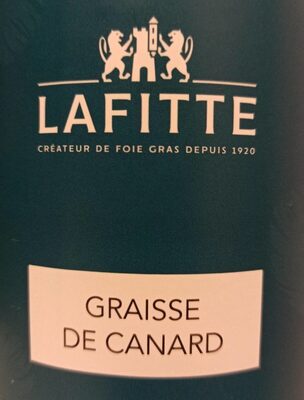 LAFITTE
CRÉATEUR DE FOIE GRAS DEPUIS 1920
GRAISSE
DE CANARD